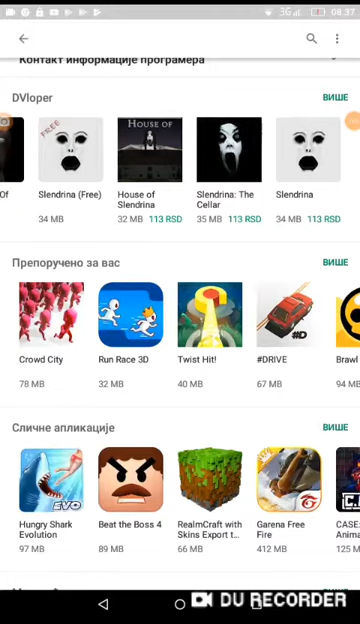 3G 08.37
Контакт информације програмера
DVloper ВИШЕ
FREE
HOUSE OF
Of
Slendrina (Free)
34 MB
House of
Slendrina
32 MB 113 RSD
Slendrina: The
Cellar
35 MB 113 RSD
Slendrina
34 MB 113 RSD
Препоручено за вас ВИШЕ
#D
Crowd City
78 MB
Run Race 3D
32 MB
Twist Hit!
40 MB
#DRIVE
67 MB
Brawl
94 MB
Сличне апликације ВИШЕ
EVO
Hungry Shark
Evolution
97 MB
Beat the Boss 4
89 MB
RealmCraft with
Skins Export t...
66 MB
Garena Free
Fire
412 MB
CASE:
Anima
125 M
DU RECORDER